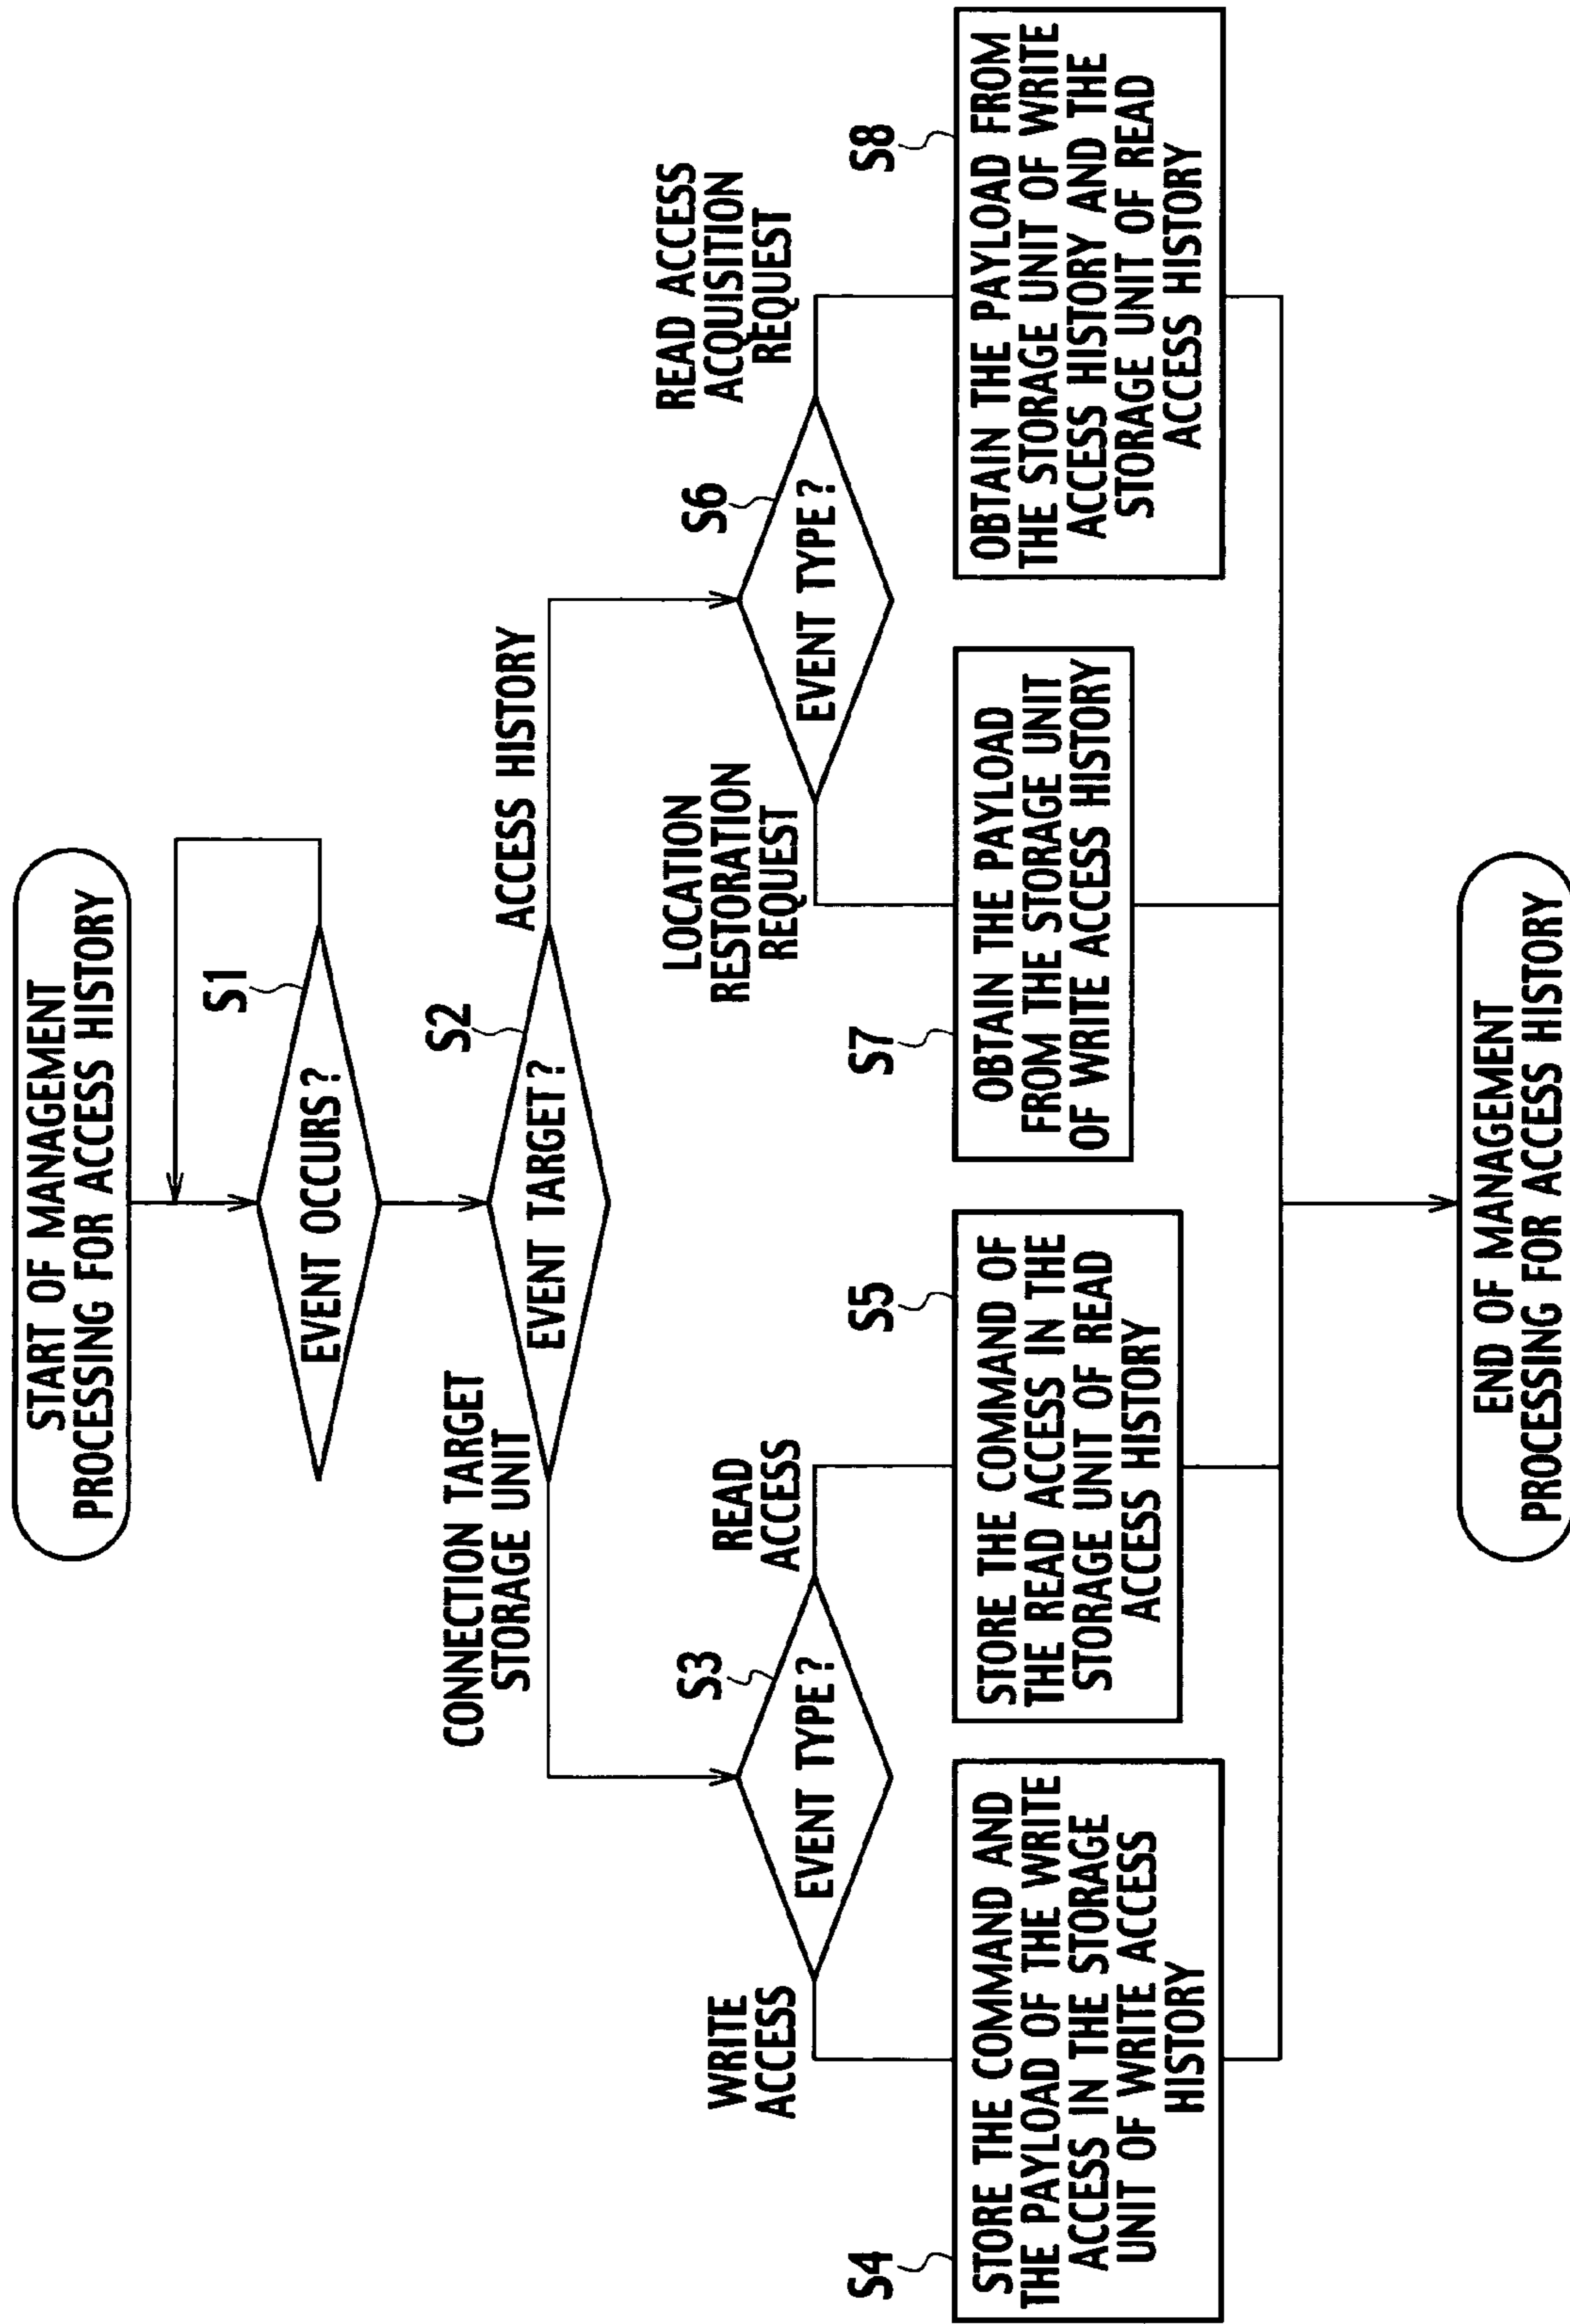 START OF MANAGEMENT
PROCESSING FOR ACCESS HISTORY
S1
EVENT OCCURS?
S2
EVENT TARGET?
CONNECTION TARGET
STORAGE UNIT
ACCESS HISTORY
S3
EVENT TYPE?
WRITE
ACCESS
READ
ACCESS
S6
EVENT TYPE?
LOCATION
RESTORATION
REQUEST
READ ACCESS
ACQUISITION
REQUEST
S4
STORE THE COMMAND AND
THE PAYLOAD OF THE WRITE
ACCESS IN THE STORAGE
UNIT OF WRITE ACCESS
HISTORY
S5
STORE THE COMMAND OF
THE READ ACCESS IN THE
STORAGE UNIT OF READ
ACCESS HISTORY
S7
OBTAIN THE PAYLOAD
FROM THE STORAGE UNIT
OF WRITE ACCESS HISTORY
S8
OBTAIN THE PAYLOAD FROM
THE STORAGE UNIT OF WRITE
ACCESS HISTORY AND THE
STORAGE UNIT OF READ
ACCESS HISTORY
END OF MANAGEMENT
PROCESSING FOR ACCESS HISTORY